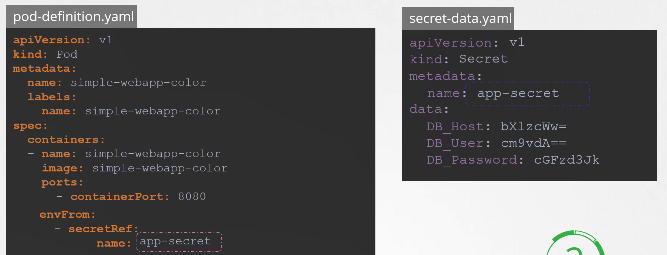 pod-definition.yaml
apiVersion: v1
kind: Pod
metadata:
name: simple-webapp-color
labels:
name: simple-webapp-color
spec:
containers:
- name: simple-webapp-color
image: simple-webapp-color
ports:
- containerPort: 8080
envFrom:
- secretRef:
name: app-secret
secret-data.yaml
apiVersion: v1
kind: Secret
metadata:
name: app-secret
data:
DB_Host: bXlzcWw=
DB_User: cm9vdA==
DB_Password: cGFzd3Jk